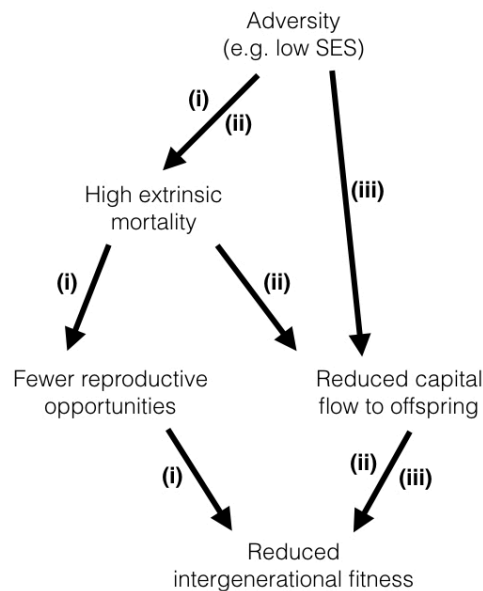 Adversity
(e.g. low SES)
(i)
(ii)
(iii)
High extrinsic
mortality
(i)
(ii)
Fewer reproductive
opportunities
Reduced capital
flow to offspring
(i)
(ii)
(iii)
Reduced
intergenerational fitness